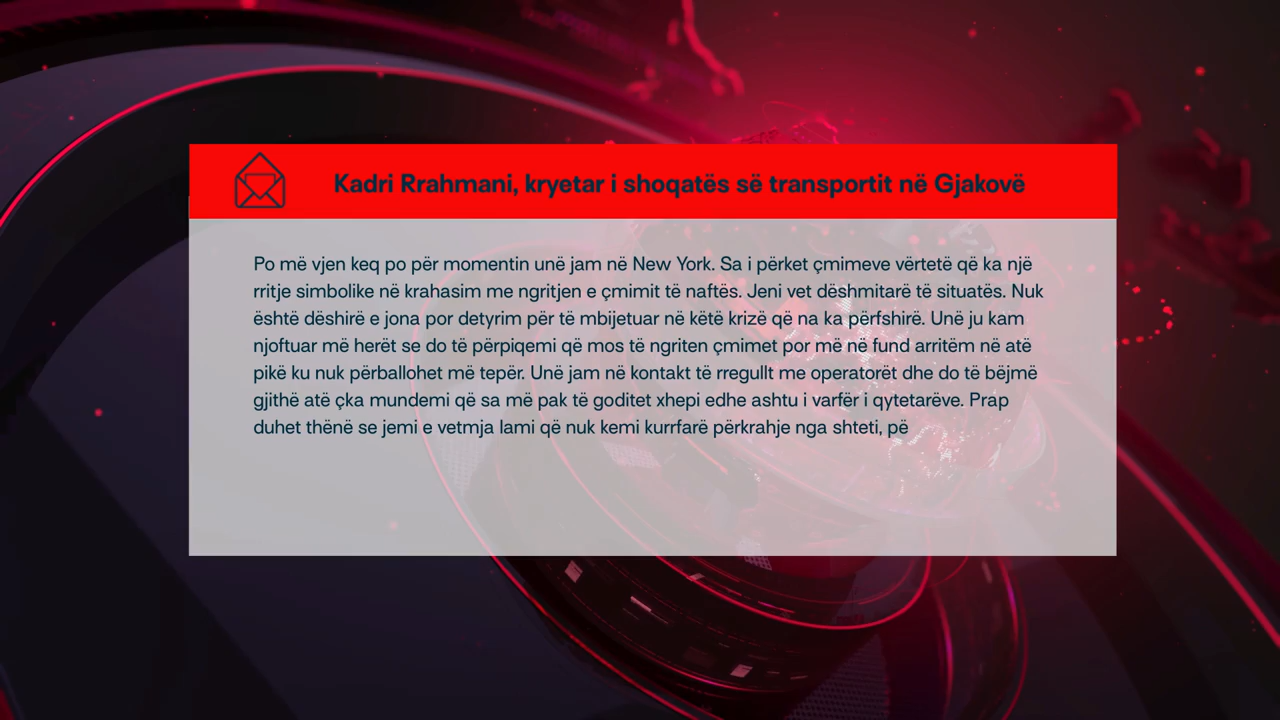 Kadri Rrahmani, kryetar i shoqatës së transportit në Gjakovë
Po më vjen keq po për momentin unë jam në New York. Sa i përket çmimeve vërtetë që ka një
rritje simbolike në krahasim me ngritjen e çmimit të naftës. Jeni vet dëshmitarë të situatës. Nuk
është dëshirë e jona por detyrim për të mbijetuar në këtë krizë që na ka përfshirë. Unë ju kam
njoftuar më herët se do të përpiqemi që mos të ngriten çmimet por më në fund arritëm në atë
pikë ku nuk përballohet më tepër. Unë jam në kontakt të rregullt me operatorët dhe do të bëjmë
gjithë atë çka mundemi që sa më pak të goditet xhepi edhe ashtu i varfër i qytetarëve. Prap
duhet thënë se jemi e vetmja lami që nuk kemi kurrfarë përkrahje nga shteti, pë